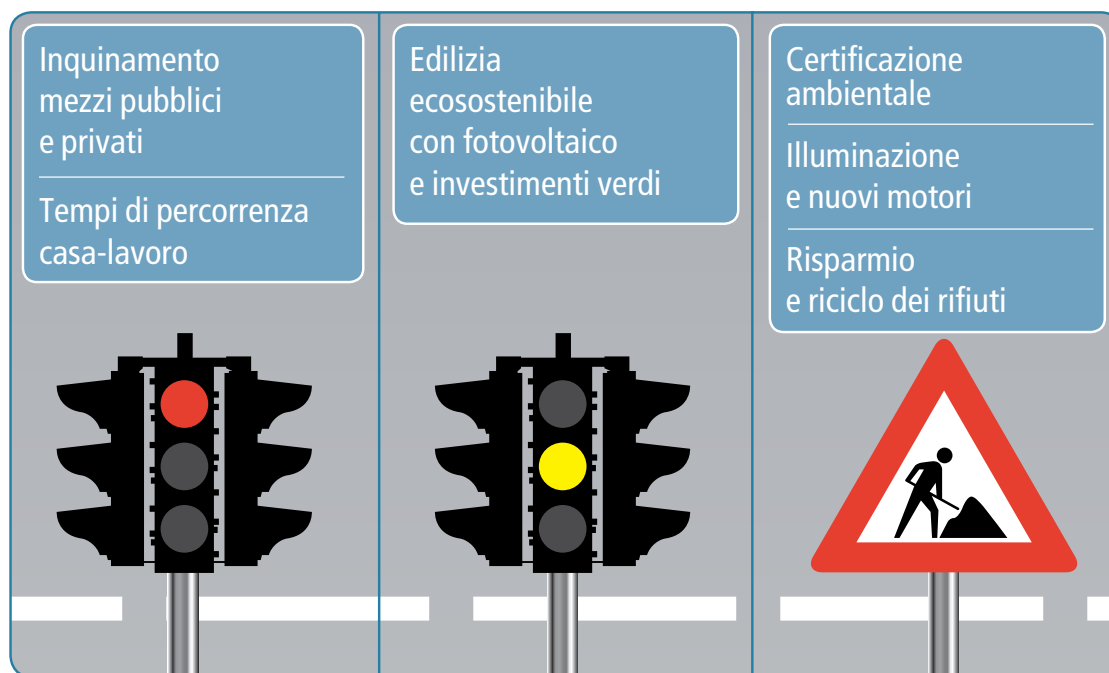 Inquinamento
mezzi pubblici
e privati
Tempi di percorrenza
casa-lavoro
Edilizia
ecosostenibile
con fotovoltaico
e investimenti verdi
Certificazione
ambientale
Illuminazione
e nuovi motori
Risparmio
e riciclo dei rifiuti